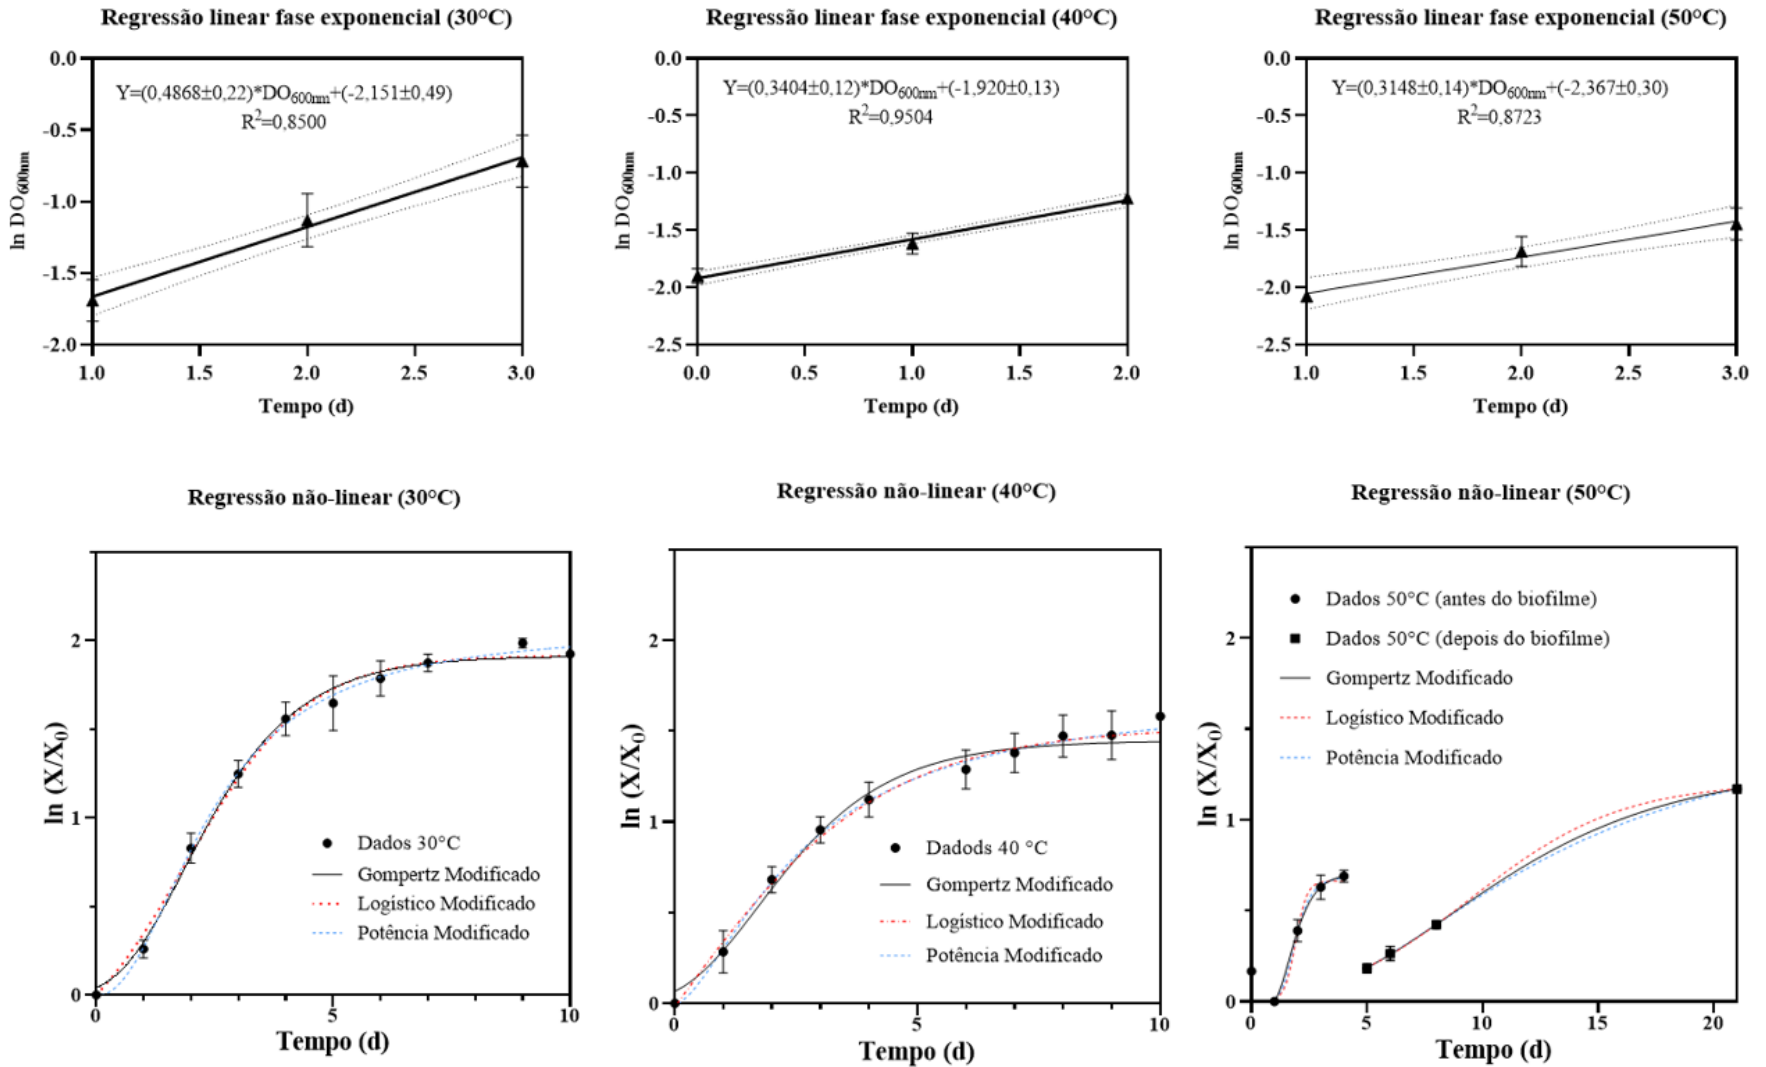 Regressão linear fase exponencial (30°C)
0.0
-0.5
-1.0
-1.5
-2.0
Y=(0,4868±0,22)*DO600nm+(-2,151±0,49)
R2=0,8500
ln DO600nm
1.0 1.5 2.0 2.5 3.0
Tempo (d)
Regressão linear fase exponencial (40°C)
0.0
-0.5
-1.0
-1.5
-2.0
-2.5
Y=(0,3404±0,12)*DO600nm+(-1,920±0,13)
R2=0,9504
ln DO600nm
0.0 0.5 1.0 1.5 2.0
Tempo (d)
Regressão linear fase exponencial (50°C)
0.0
-0.5
-1.0
-1.5
-2.0
-2.5
Y=(0,3148±0,14)*DO600nm+(-2,367±0,30)
R2=0,8723
ln DO600nm
1.0 1.5 2.0 2.5 3.0
Tempo (d)
Regressão não-linear (30°C)
2
1
0
ln (X/X0)
Dados 30°C
Gompertz Modificado
Logístico Modificado
Potência Modificado
0 5 10
Tempo (d)
Regressão não-linear (40°C)
2
1
0
ln (X/X0)
Dadods 40 °C
Gompertz Modificado
Logístico Modificado
Potência Modificado
0 5 10
Tempo (d)
Regressão não-linear (50°C)
2
1
0
ln (X/X0)
Dados 50°C (antes do biofilme)
Dados 50°C (depois do biofilme)
Gompertz Modificado
Logístico Modificado
Potência Modificado
0 5 10 15 20
Tempo (d)